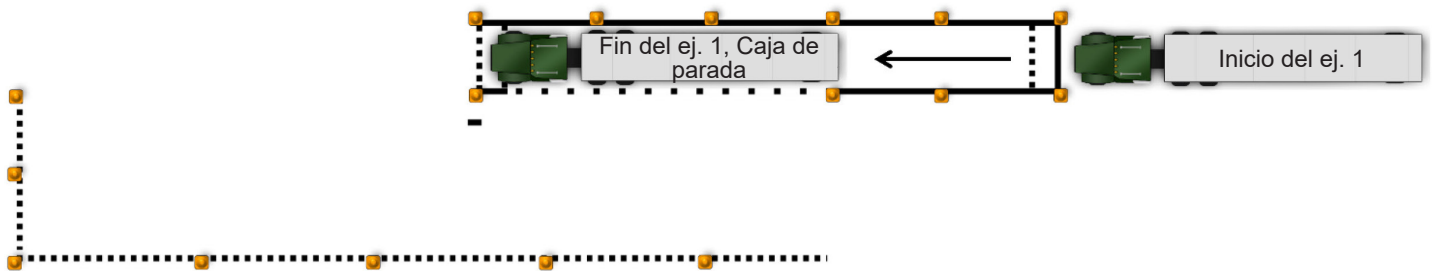 Fin del ej. 1, Caja de
parada
Inicio del ej. 1